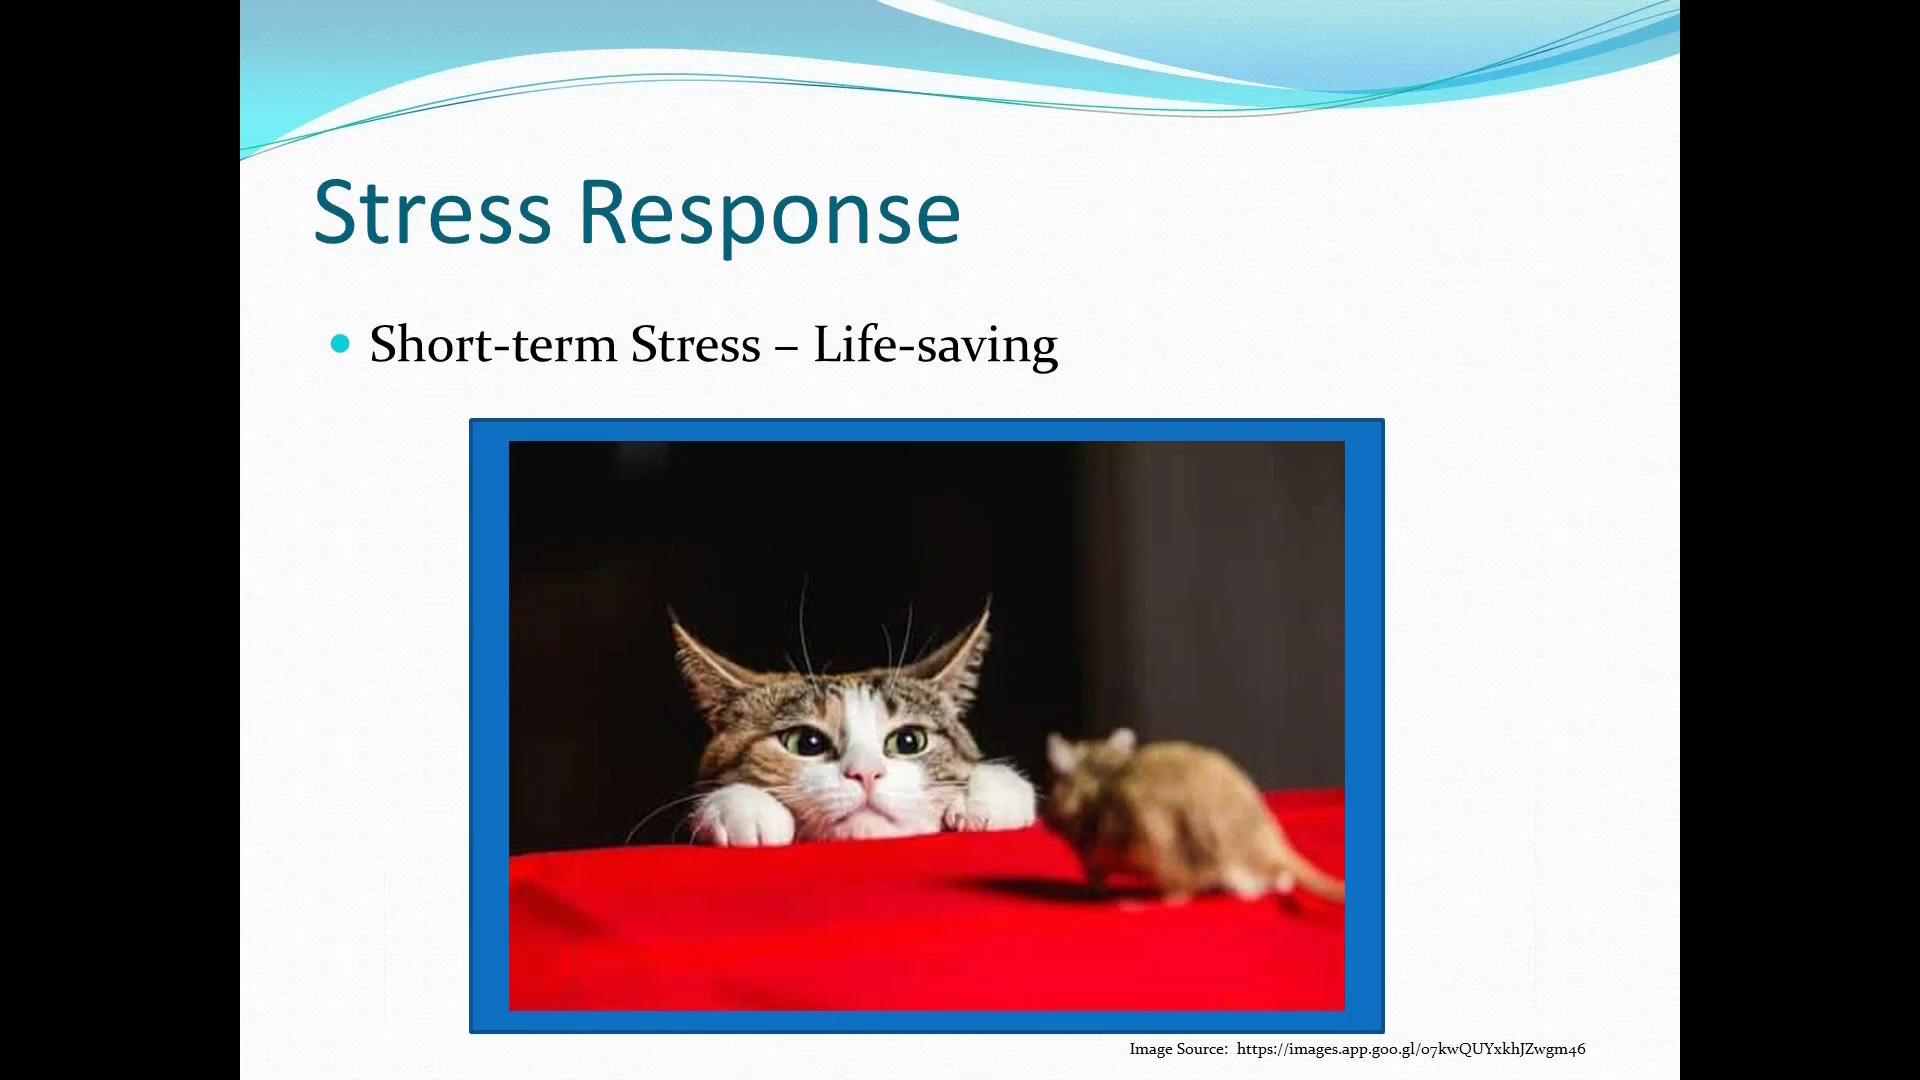 Stress Response
Short-term Stress – Life-saving
Image Source: https://images.app.goo.gl/o7kwQUYxkhJZwgm46